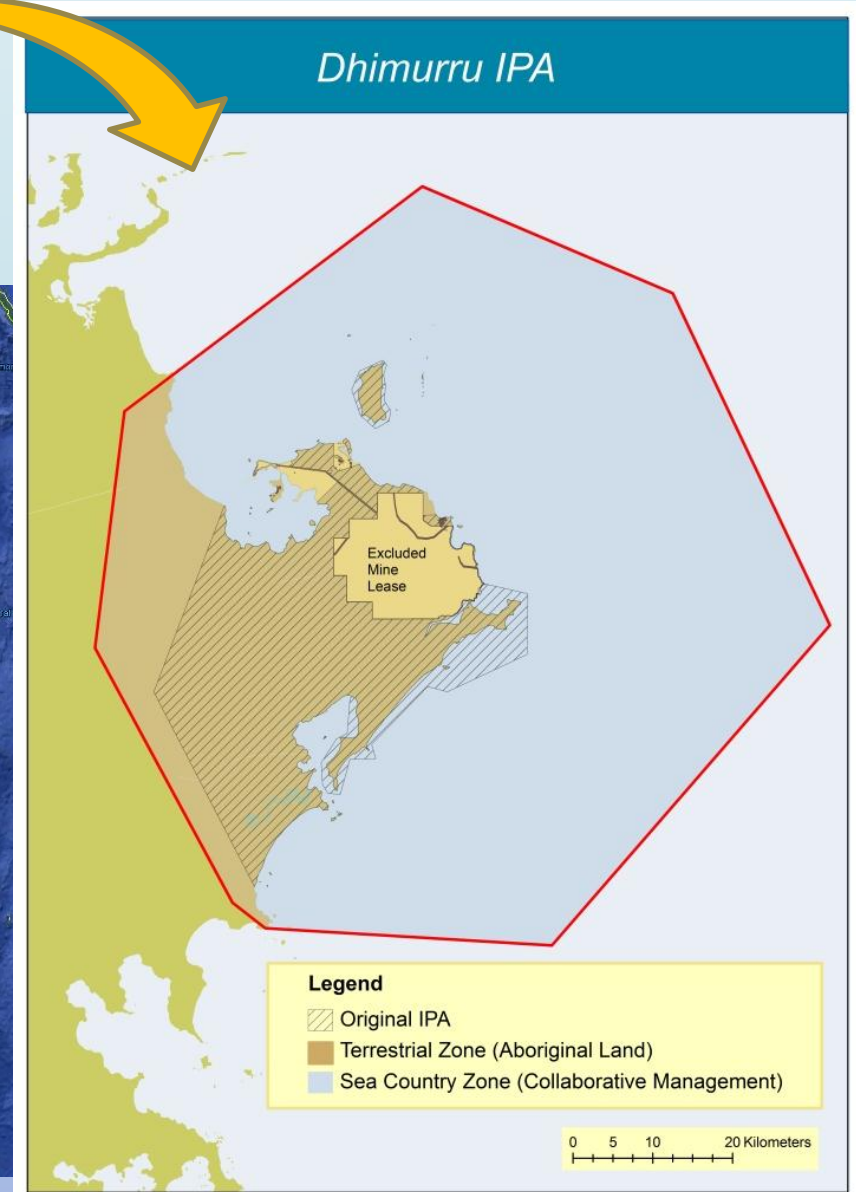 Dhimurru IPA
Excluded
Mine
Lease
Legend
Original IPA
Terrestrial Zone (Aboriginal Land)
Sea Country Zone (Collaborative Management)
0 5 10 20 Kilometers